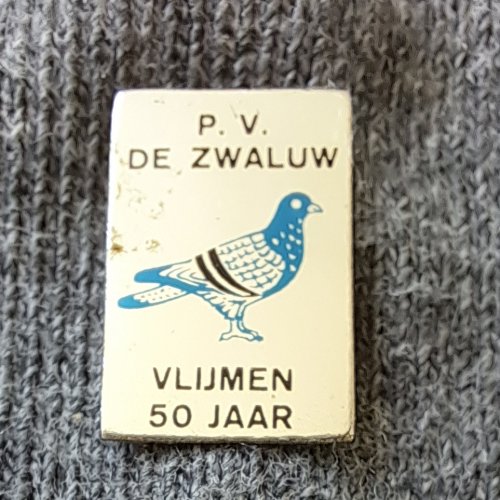 P. V.
DE ZWALUW
VLIJMEN
50 JAAR